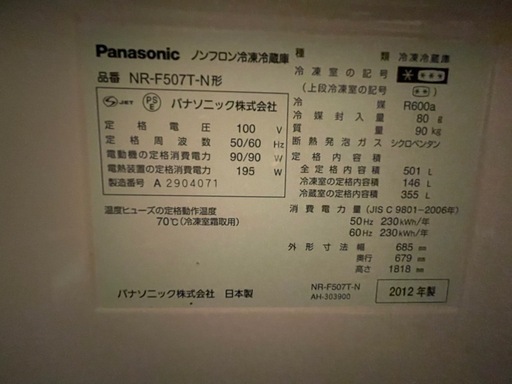 Panasonic ノンフロン冷凍冷蔵庫
品番 NR-F507T-N形
JET PSE パナソニック株式会社
定格電圧 100 V
定格周波数 50/60 Hz
電動機の定格消費電力 90/90 W
電熱装置の定格消費電力 195 W
製造番号 A 2904071
温度ヒューズの定格動作温度
70℃(冷凍室霜取用)
パナソニック株式会社 日本製
種類 冷凍冷蔵庫
冷凍室の記号 ****
(上段冷凍室の記号) **
冷媒 R600a
冷媒封入量 80g
質量 90kg
断熱発泡ガス シクロペンタン
定格内容積
全定格内容積 501 L
冷凍室の定格内容積 146 L
冷蔵室の定格内容積 355 L
消費電力量(JIS C 9801-2006年)
50Hz 230kWh/年
60Hz 230kWh/年
外形寸法 幅 685 mm
奥行 679 mm
高さ 1818 mm
NR-F507T-N
AH-303900
2012年製